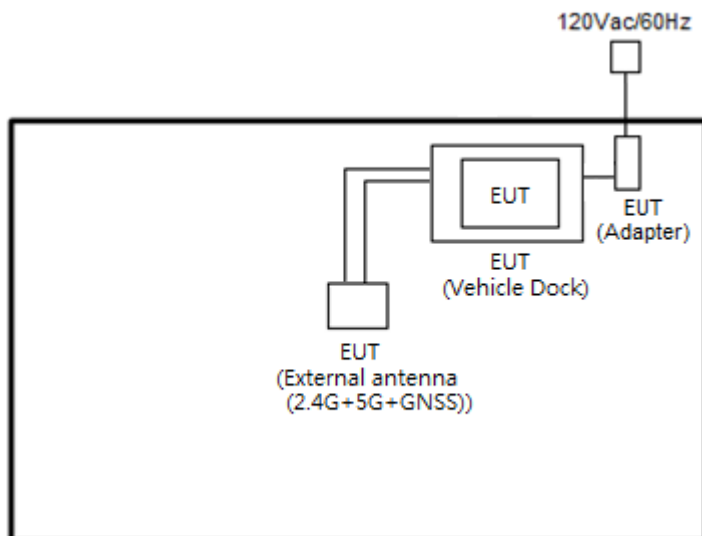 120Vac/60Hz
EUT
EUT
(Adapter)
EUT
(Vehicle Dock)
EUT
(External antenna
(2.4G+5G+GNSS))